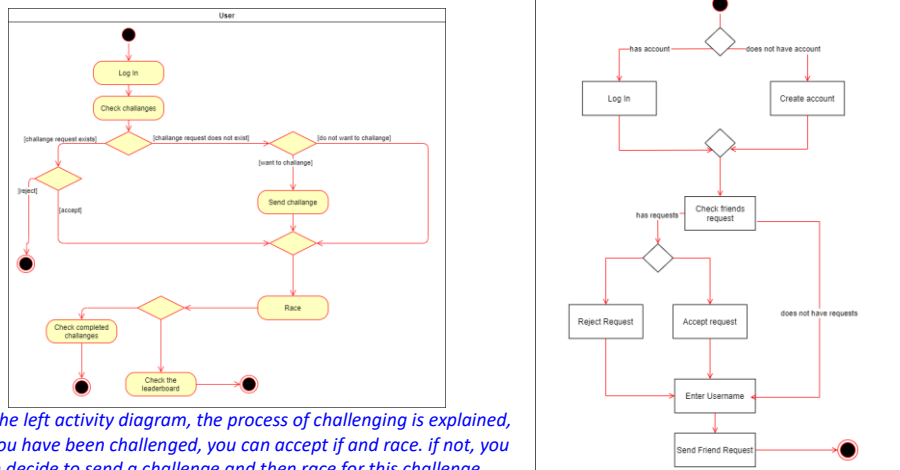 User
Log In
Check challanges
[challange request exists]
[challange request does not exist]
[do not want to challange]
[want to challange]
[reject]
[accept]
Send challange
Race
Check completed
challanges
Check the
leaderboard
he left activity diagram, the process of challenging is explained,
ou have been challenged, you can accept if and race. if not, you
decide to send a challenge and then race for this challenge
has account
does not have account
Log In
Create account
Check friends
request
has requests
does not have requests
Reject Request
Accept request
Enter Username
Send Friend Request